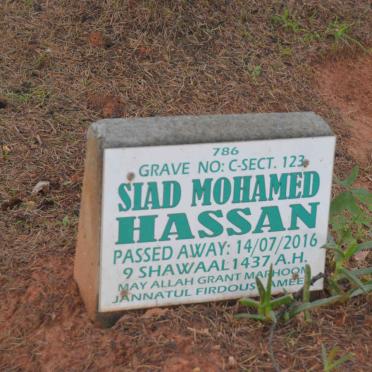 786
GRAVE NO: C-SECT. 123
SIAD MOHAMED
HASSAN
PASSED AWAY: 14/07/2016
9 SHAWAAL 1437 A.H.
MAY ALLAH GRANT MARHOOM
JANNATUL FIRDOUS AMEEN